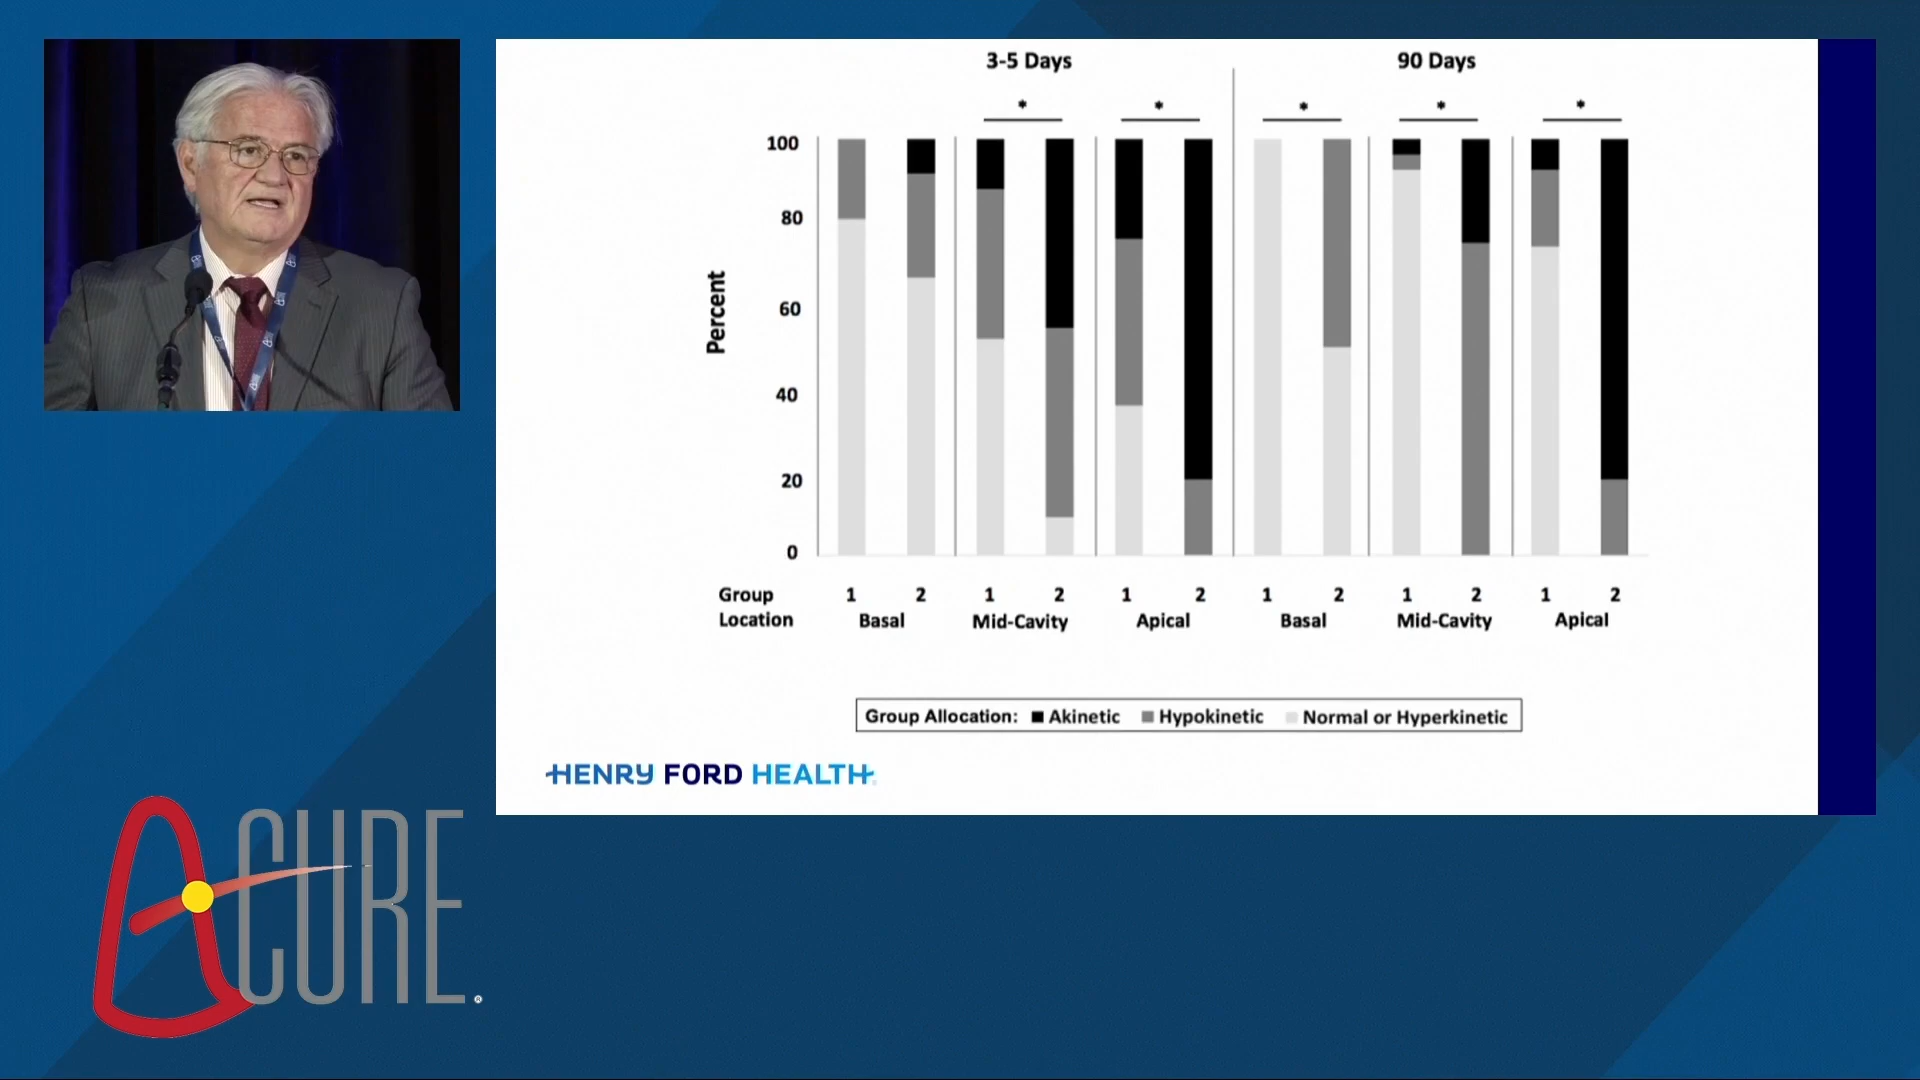 3-5 Days 90 Days
* * * * *
100
80
60
40
20
0
Percent
Group 1 2 1 2 1 2 1 2 1 2 1 2
Location Basal Mid-Cavity Apical Basal Mid-Cavity Apical
Group Allocation: Akinetic Hypokinetic Normal or Hyperkinetic
HENRY FORD HEALTH
ACURE®